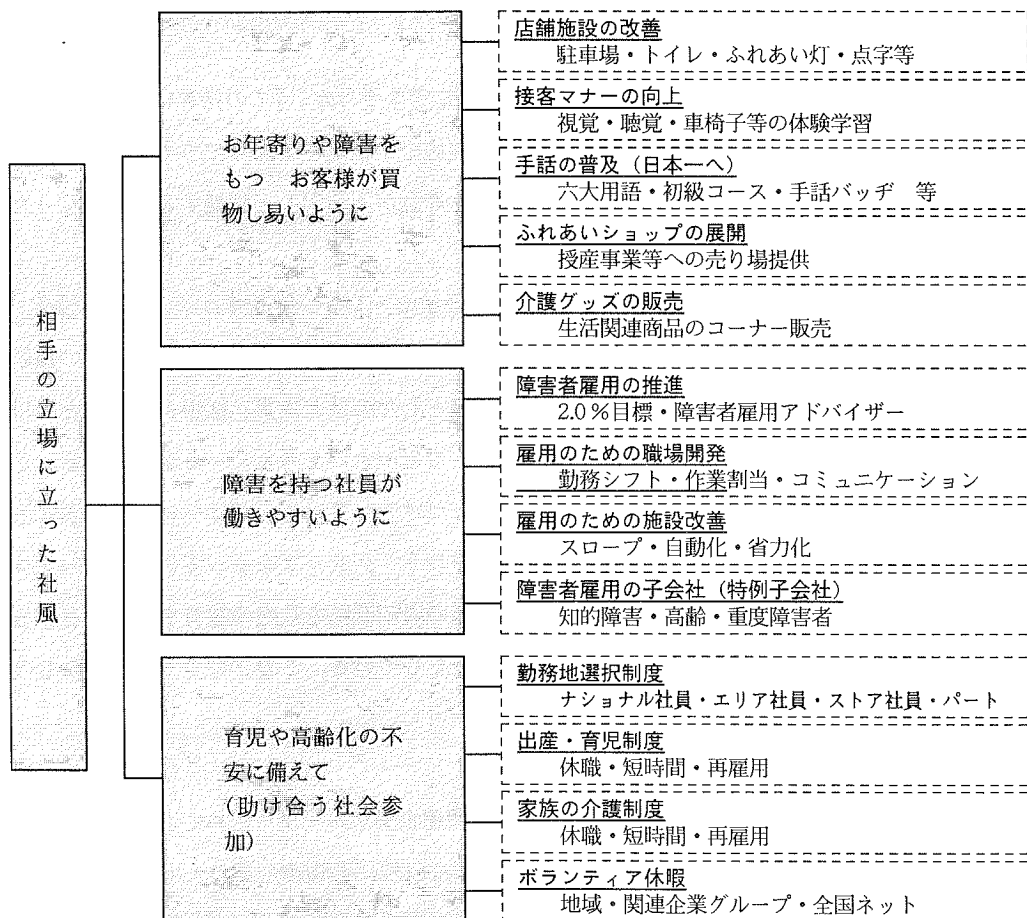 相手の立場に立った社風
お年寄りや障害を
もつ　お客様が買
物し易いように
店舗施設の改善
駐車場・トイレ・ふれあい灯・点字等
接客マナーの向上
視覚・聴覚・車椅子等の体験学習
手話の普及（日本一へ）
六大用語・初級コース・手話バッヂ　等
ふれあいショップの展開
授産事業等への売り場提供
介護グッズの販売
生活関連商品のコーナー販売
障害を持つ社員が
働きやすいように
障害者雇用の推進
2.0％目標・障害者雇用アドバイザー
雇用のための職場開発
勤務シフト・作業割当・コミュニケーション
雇用のための施設改善
スロープ・自動化・省力化
障害者雇用の子会社（特例子会社）
知的障害・高齢・重度障害者
育児や高齢化の不
安に備えて
(助け合う社会参
加)
勤務地選択制度
ナショナル社員・エリア社員・ストア社員・パート
出産・育児制度
休職・短時間・再雇用
家族の介護制度
休職・短時間・再雇用
ボランティア休暇
地域・関連企業グループ・全国ネット